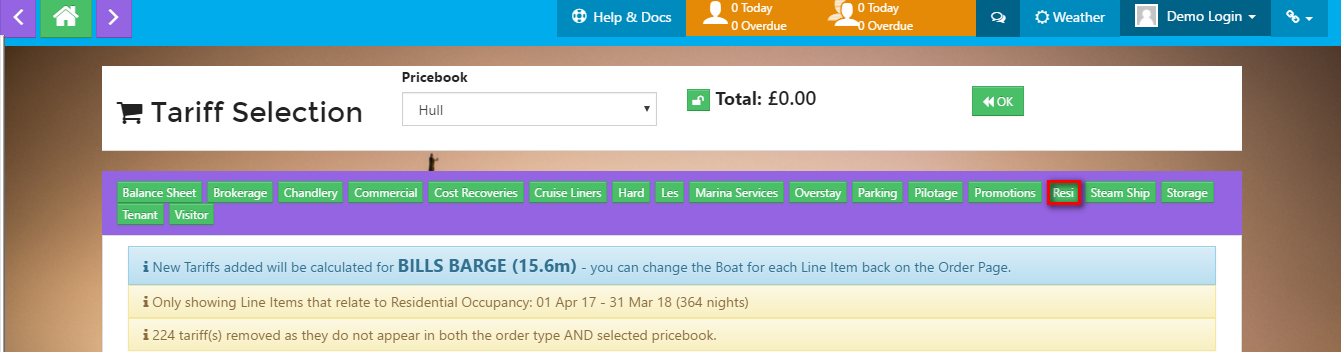 Help & Docs
0 Today
0 Overdue
0 Today
0 Overdue
Weather
Demo Login
Pricebook
Tariff Selection
Hull
Total: £0.00
OK
Balance Sheet Brokerage Chandlery Commercial Cost Recoveries Cruise Liners Hard Les Marina Services Overstay Parking Pilotage Promotions Resi Steam Ship Storage
Tenant Visitor
New Tariffs added will be calculated for BILLS BARGE (15.6m) - you can change the Boat for each Line Item back on the Order Page.
Only showing Line Items that relate to Residential Occupancy: 01 Apr 17 - 31 Mar 18 (364 nights)
224 tariff(s) removed as they do not appear in both the order type AND selected pricebook.